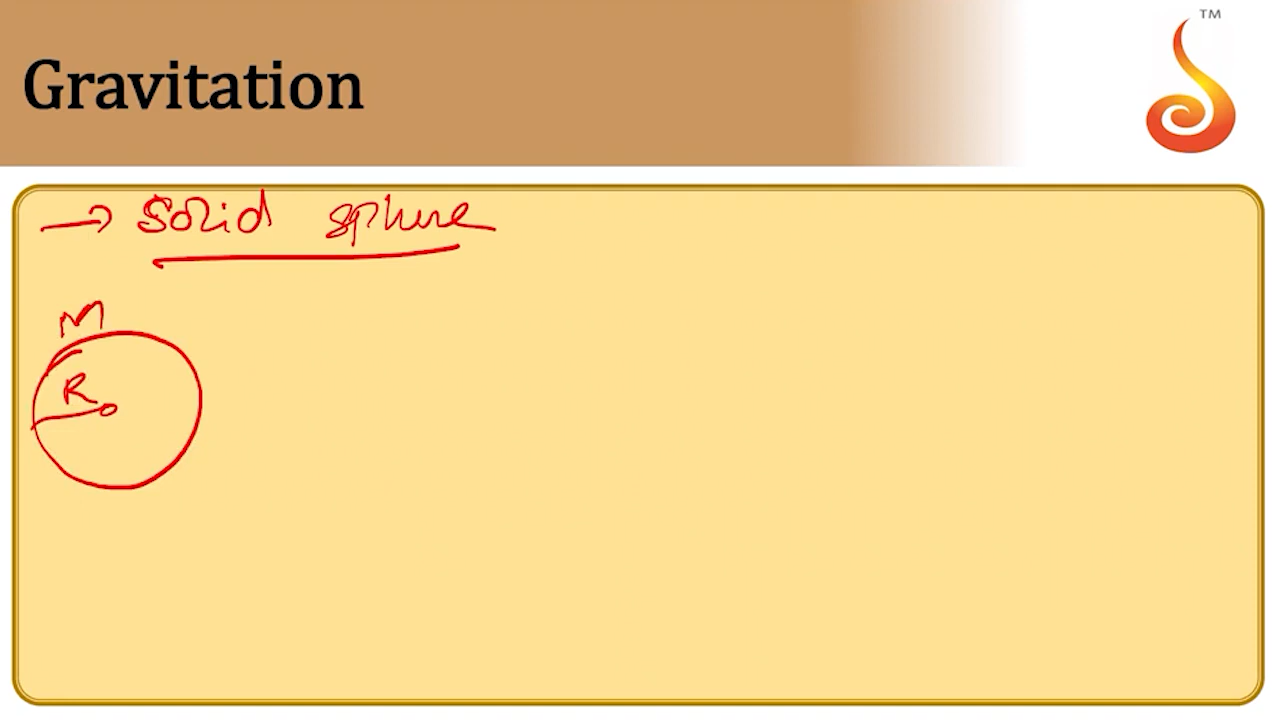 TM
Gravitation
→ Solid sphere
M
R